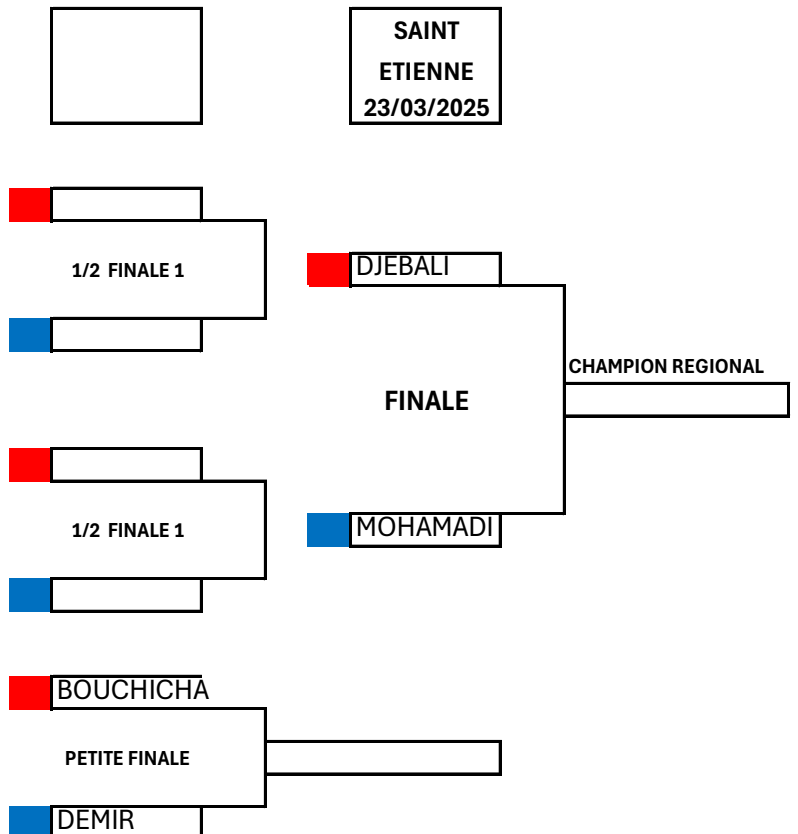 SAINT
ETIENNE
23/03/2025
1/2 FINALE 1
DJEBALI
CHAMPION REGIONAL
FINALE
1/2 FINALE 1
MOHAMADI
BOUCHICHA
PETITE FINALE
DEMIR